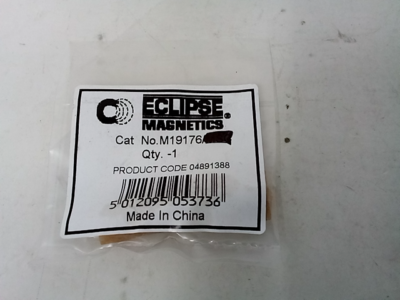 ECLIPSE®
MAGNETICS
Cat No. M19176
Qty. -1
PRODUCT CODE 04891388
5 012095 053736
Made In China